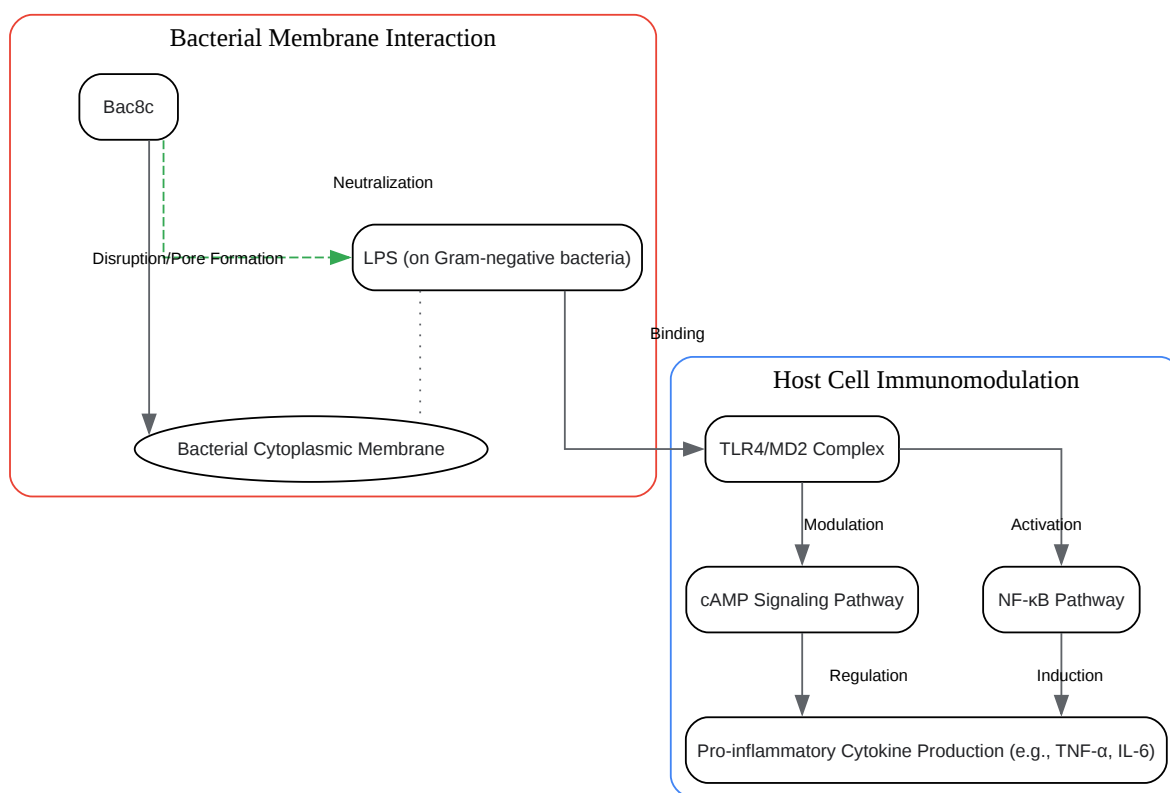 Bacterial Membrane Interaction
Bac8c
Neutralization
Disruption/Pore Formation
LPS (on Gram-negative bacteria)
Binding
Bacterial Cytoplasmic Membrane
Host Cell Immunomodulation
TLR4/MD2 Complex
Modulation
Activation
cAMP Signaling Pathway
NF-κB Pathway
Regulation
Induction
Pro-inflammatory Cytokine Production (e.g., TNF-α, IL-6)